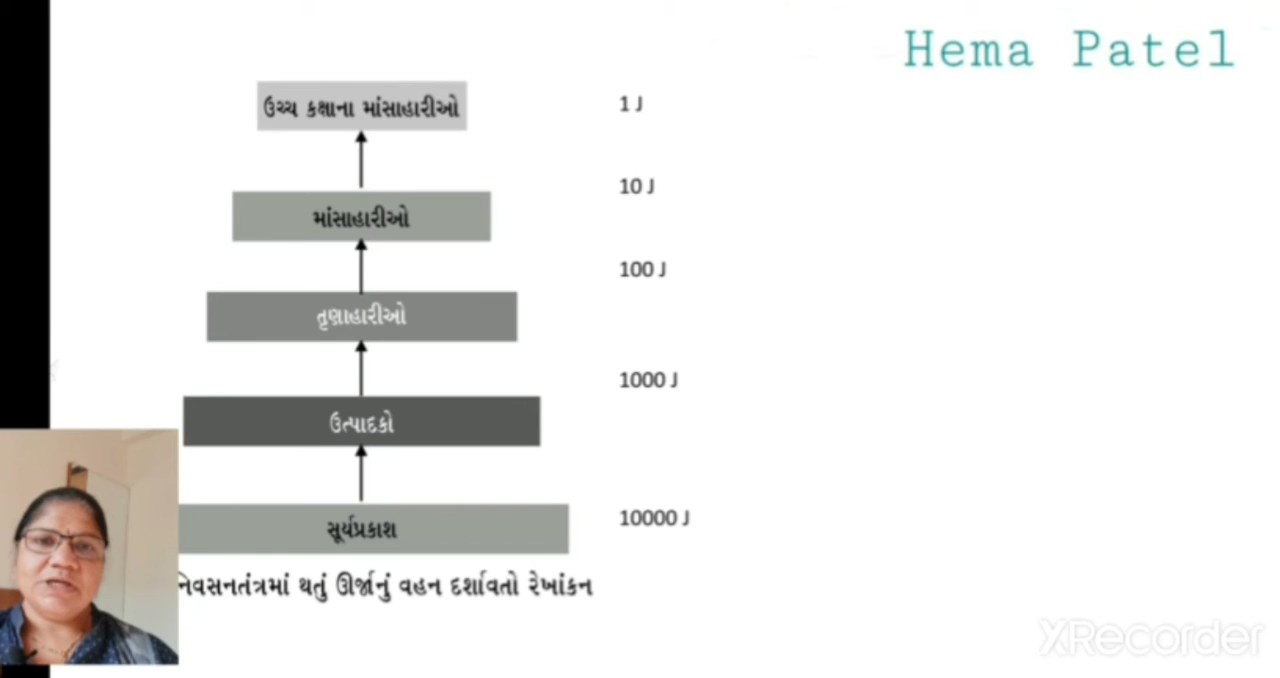 Hema Patel
ઉચ્ચ કક્ષાના માંસાહારીઓ
1 J
10 J
માંસાહારીઓ
100 J
તૃણાહારીઓ
1000 J
ઉત્પાદકો
10000 J
સૂર્યપ્રકાશ
નિવસનતંત્રમાં થતું ઊર્જાનું વહન દર્શાવતો રેખાંકન
XRecorder